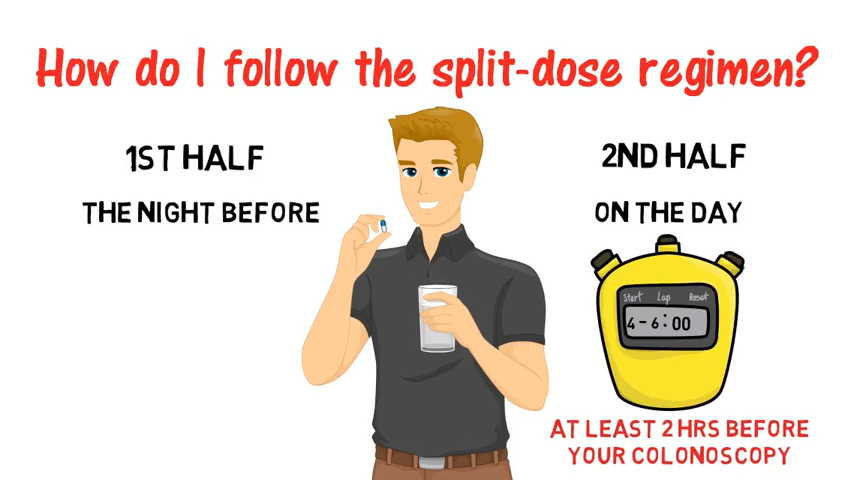 How do I follow the split-dose regimen?
1ST HALF
THE NIGHT BEFORE
2ND HALF
ON THE DAY
Start Lap Reset
4-6:00
AT LEAST 2 HRS BEFORE
YOUR COLONOSCOPY